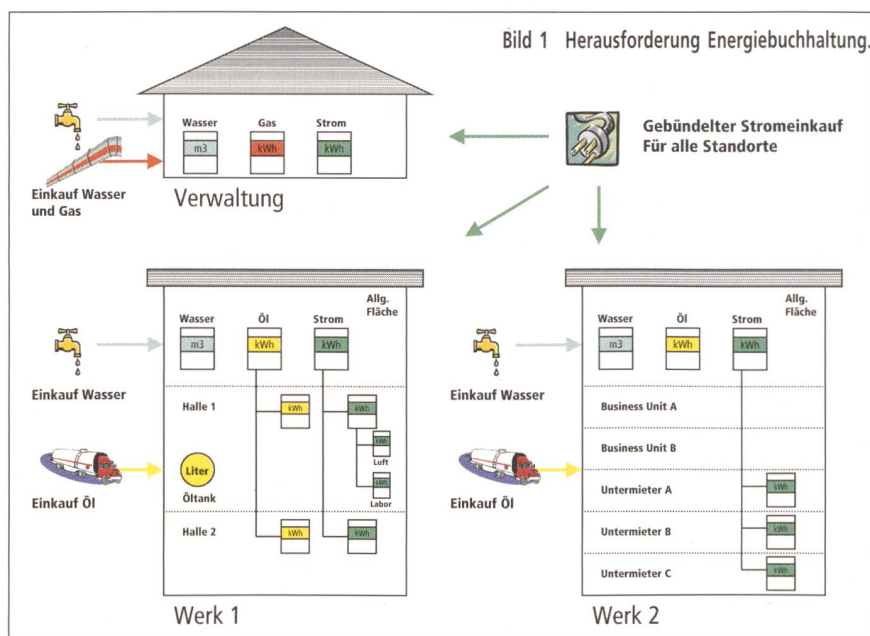 Bild 1 Herausforderung Energiebuchhaltung.
Wasser Gas Strom
m3 kWh kWh
Gebündelter Stromeinkauf
Für alle Standorte
Einkauf Wasser
und Gas
Verwaltung
Allg.
Fläche
Wasser Öl Strom
m3 kWh kWh
Einkauf Wasser
Halle 1
kWh kWh
kWh
Luft
Liter
kWh
Labor
Öltank
Einkauf Öl
Halle 2
kWh kWh
Werk 1
Allg.
Fläche
Wasser Öl Strom
m3 kWh kWh
Einkauf Wasser
Business Unit A
Business Unit B
Einkauf Öl
Untermieter A
kWh
Untermieter B
kWh
Untermieter C
kWh
Werk 2